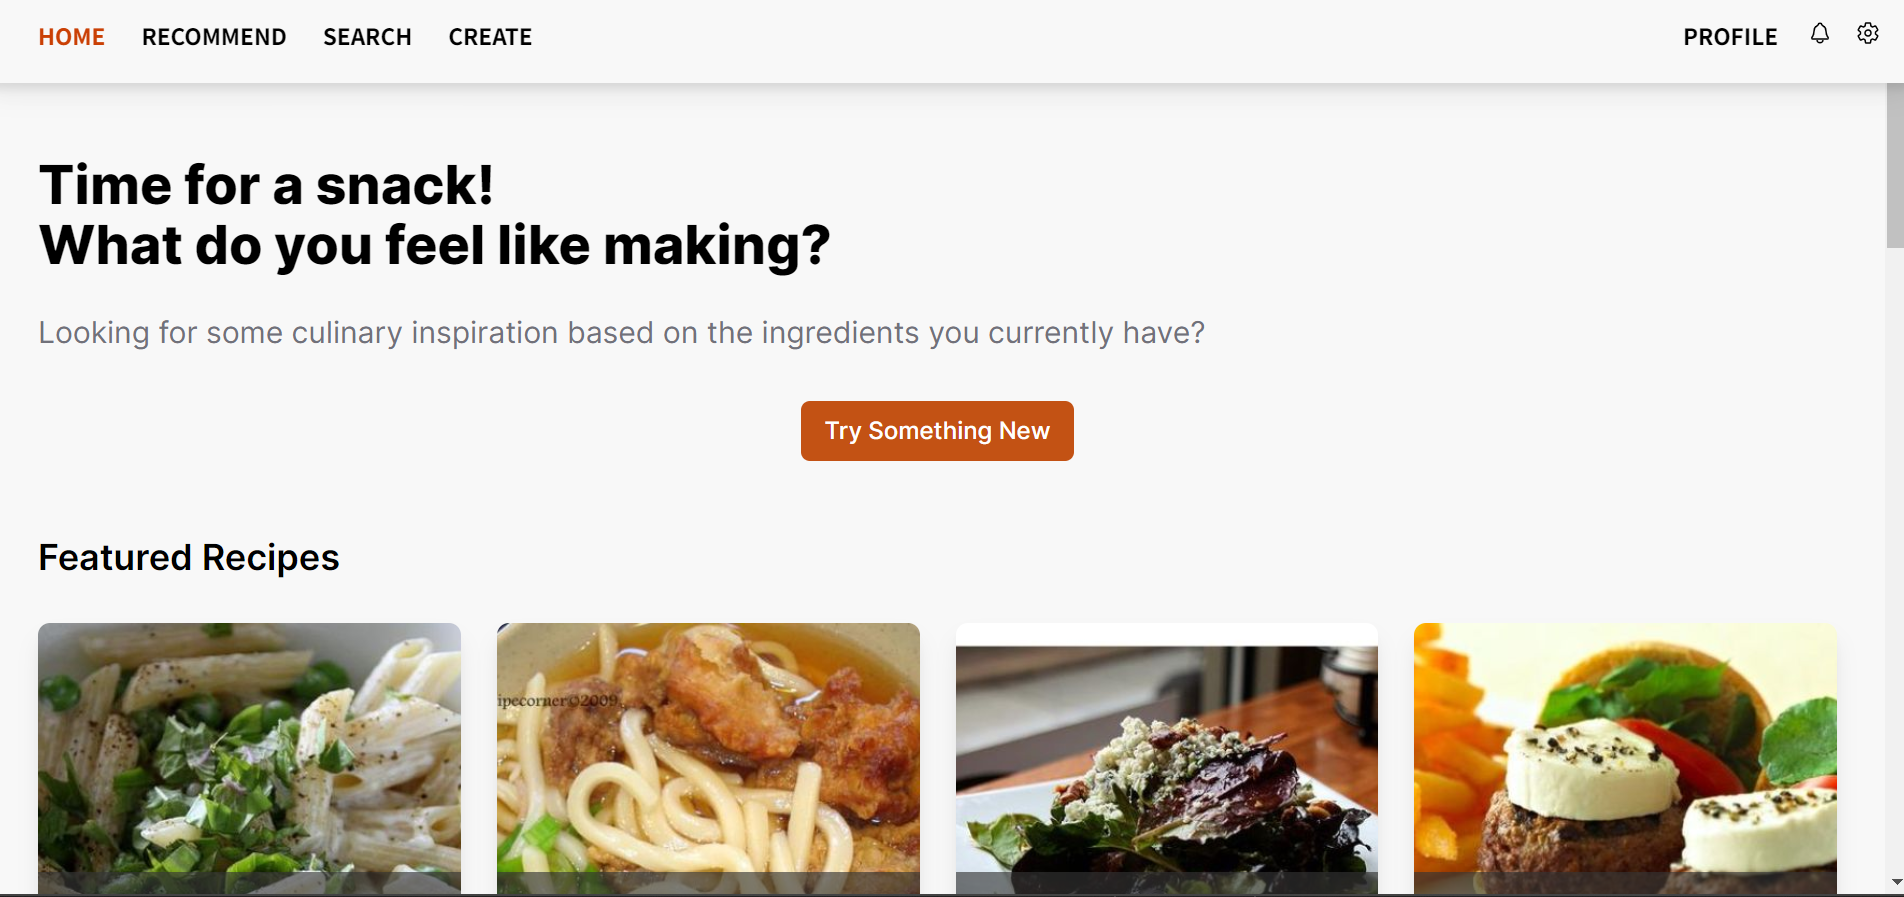 HOME RECOMMEND SEARCH CREATE PROFILE
Time for a snack!
What do you feel like making?
Looking for some culinary inspiration based on the ingredients you currently have?
Try Something New
Featured Recipes
ipecorner©2009